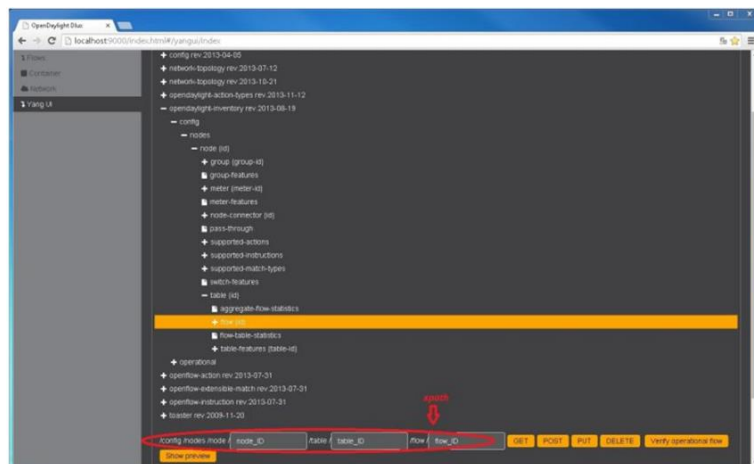 OpenDaylight Dlux
localhost:9000/index.html#/yangui/index
Flows
Container
Network
Yang UI
config rev.2013-04-05
network-topology rev.2013-07-12
network-topology rev.2013-10-21
opendaylight-action-types rev.2013-11-12
opendaylight-inventory rev.2013-08-19
config
nodes
node (id)
group (group-id)
group-features
meter (meter-id)
meter-features
node-connector (id)
pass-through
supported-actions
supported-instructions
supported-match-types
switch-features
table (id)
aggregate-flow-statistics
flow (id)
flow-table-statistics
table-features (table-id)
operational
openflow-action rev.2013-07-31
openflow-extensible-match rev.2013-07-31
openflow-instruction rev.2013-07-31
toaster rev.2009-11-20
xpath
/config /nodes /node / node_ID /table / table_ID /flow / flow_ID GET POST PUT DELETE Verify operational flow
Show preview